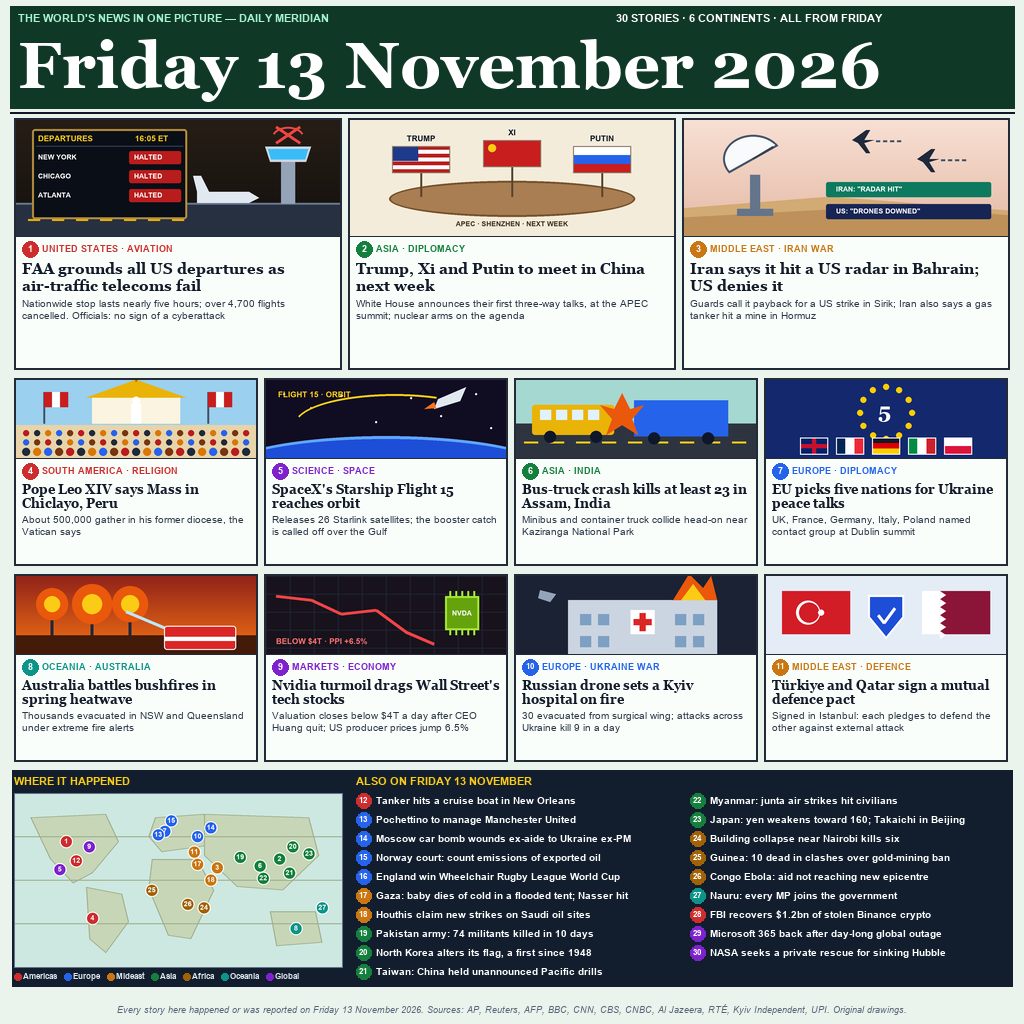 THE WORLD'S NEWS IN ONE PICTURE — DAILY MERIDIAN
30 STORIES · 6 CONTINENTS · ALL FROM FRIDAY
Friday 13 November 2026
DEPARTURES 16:05 ET
NEW YORK HALTED
CHICAGO HALTED
ATLANTA HALTED
1 UNITED STATES · AVIATION
FAA grounds all US departures as
air-traffic telecoms fail
Nationwide stop lasts nearly five hours; over 4,700 flights
cancelled. Officials: no sign of a cyberattack
TRUMP
XI
PUTIN
APEC · SHENZHEN · NEXT WEEK
2 ASIA · DIPLOMACY
Trump, Xi and Putin to meet in China
next week
White House announces their first three-way talks, at the APEC
summit; nuclear arms on the agenda
IRAN: "RADAR HIT"
US: "DRONES DOWNED"
3 MIDDLE EAST · IRAN WAR
Iran says it hit a US radar in Bahrain;
US denies it
Guards call it payback for a US strike in Sirik; Iran also says a gas
tanker hit a mine in Hormuz
4 SOUTH AMERICA · RELIGION
Pope Leo XIV says Mass in
Chiclayo, Peru
About 500,000 gather in his former diocese, the
Vatican says
FLIGHT 15 · ORBIT
5 SCIENCE · SPACE
SpaceX's Starship Flight 15
reaches orbit
Releases 26 Starlink satellites; the booster catch
is called off over the Gulf
6 ASIA · INDIA
Bus-truck crash kills at least 23 in
Assam, India
Minibus and container truck collide head-on near
Kaziranga National Park
5
7 EUROPE · DIPLOMACY
EU picks five nations for Ukraine
peace talks
UK, France, Germany, Italy, Poland named
contact group at Dublin summit
8 OCEANIA · AUSTRALIA
Australia battles bushfires in
spring heatwave
Thousands evacuated in NSW and Queensland
under extreme fire alerts
NVDA
BELOW $4T · PPI +6.5%
9 MARKETS · ECONOMY
Nvidia turmoil drags Wall Street's
tech stocks
Valuation closes below $4T a day after CEO
Huang quit; US producer prices jump 6.5%
10 EUROPE · UKRAINE WAR
Russian drone sets a Kyiv
hospital on fire
30 evacuated from surgical wing; attacks across
Ukraine kill 9 in a day
11 MIDDLE EAST · DEFENCE
Türkiye and Qatar sign a mutual
defence pact
Signed in Istanbul: each pledges to defend the
other against external attack
WHERE IT HAPPENED
1
9
12
5
4
15
7
13
14
10
11
17
3
18
25
26
24
19
6
2
20
23
22
21
27
8
Americas Europe Mideast Asia Africa Oceania Global
ALSO ON FRIDAY 13 NOVEMBER
12 Tanker hits a cruise boat in New Orleans
13 Pochettino to manage Manchester United
14 Moscow car bomb wounds ex-aide to Ukraine ex-PM
15 Norway court: count emissions of exported oil
16 England win Wheelchair Rugby League World Cup
17 Gaza: baby dies of cold in a flooded tent; Nasser hit
18 Houthis claim new strikes on Saudi oil sites
19 Pakistan army: 74 militants killed in 10 days
20 North Korea alters its flag, a first since 1948
21 Taiwan: China held unannounced Pacific drills
22 Myanmar: junta air strikes hit civilians
23 Japan: yen weakens toward 160; Takaichi in Beijing
24 Building collapse near Nairobi kills six
25 Guinea: 10 dead in clashes over gold-mining ban
26 Congo Ebola: aid not reaching new epicentre
27 Nauru: every MP joins the government
28 FBI recovers $1.2bn of stolen Binance crypto
29 Microsoft 365 back after day-long global outage
30 NASA seeks a private rescue for sinking Hubble
Every story here happened or was reported on Friday 13 November 2026. Sources: AP, Reuters, AFP, BBC, CNN, CBS, CNBC, Al Jazeera, RTÉ, Kyiv Independent, UPI. Original drawings.